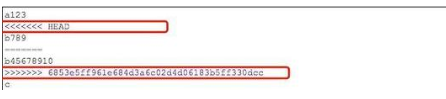 a123
<<<<<<< HEAD
b789
=======
b45678910
>>>>>>> 6853e5ff961e684d3a6c02d4d06183b5ff330dcc
c